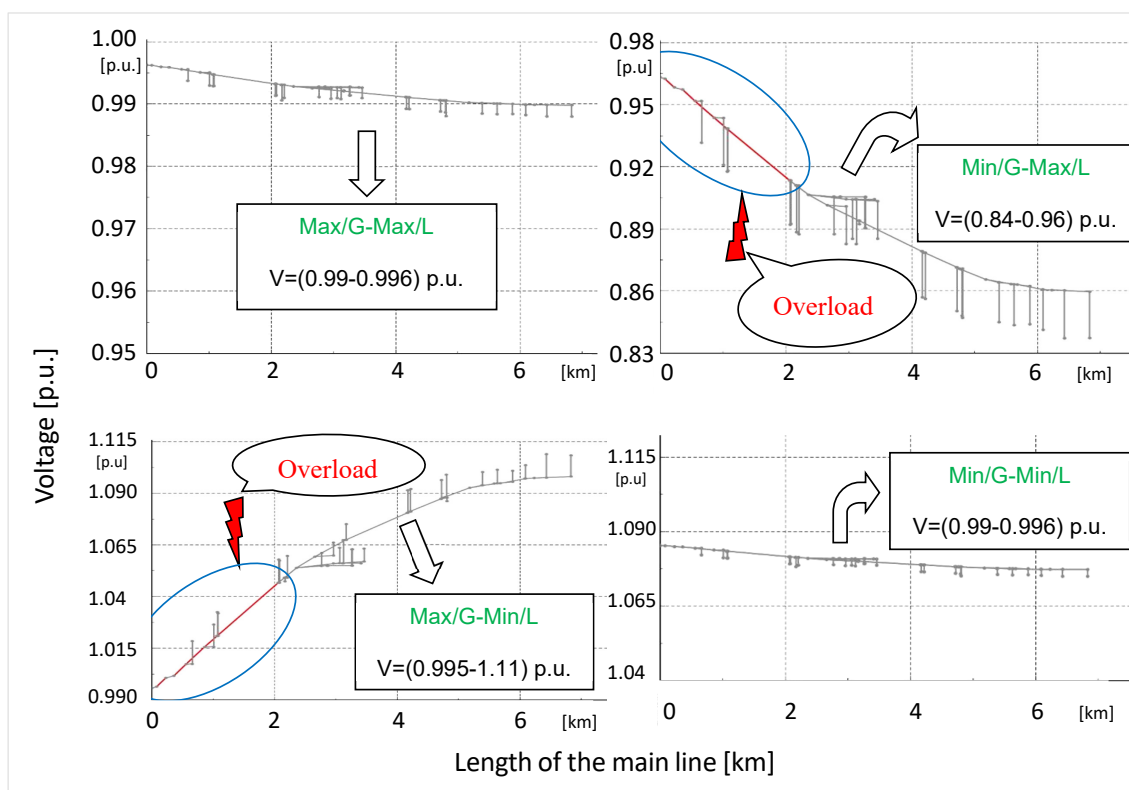 1.00
[p.u.]
0.99
0.98
0.97
0.96
0.95
0 2 4 6 [km]
Max/G-Max/L
V=(0.99-0.996) p.u.
0.98
[p.u]
0.95
0.92
0.89
0.86
0.83
0 2 4 6 [km]
Min/G-Max/L
V=(0.84-0.96) p.u.
Overload
Voltage [p.u.]
1.115
[p.u]
1.090
1.065
1.04
1.015
0.990
0 2 4 6 [km]
Overload
Max/G-Min/L
V=(0.995-1.11) p.u.
1.115
[p.u]
1.090
1.065
1.04
0 2 4 6 [km]
Min/G-Min/L
V=(0.99-0.996) p.u.
Length of the main line [km]